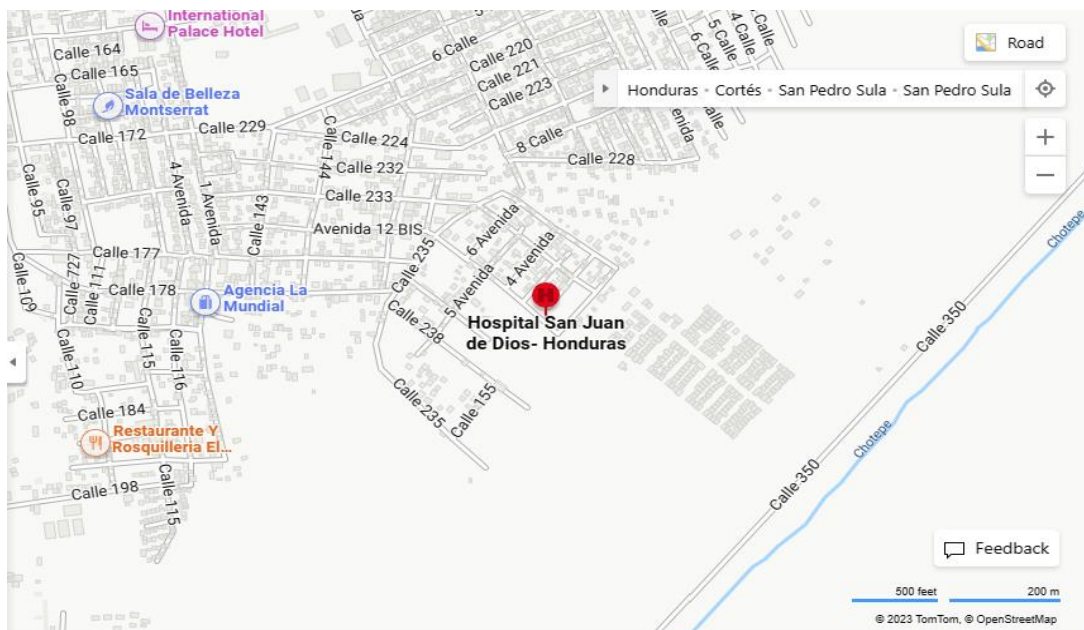 International
Palace Hotel
Calle 164
Calle 165
Calle 98
Sala de Belleza
Montserrat
Calle 172
Calle 229
6 Calle
Calle 220
Calle 221
Calle 223
4 Calle
5 Calle
6 Calle
Calle
Avenida
8 Calle
Calle 228
Road
Honduras · Cortés · San Pedro Sula · San Pedro Sula
Calle 144
Calle 224
Calle 232
Calle 233
Avenida 12 BIS
Calle 95
Calle 97
4 Avenida
1 Avenida
Calle 143
Calle 177
Calle 235
6 Avenida
4 Avenida
5 Avenida
Calle 727
Calle 111
Calle 178
Calle 109
Agencia La
Mundial
Calle 238
Hospital San Juan
de Dios- Honduras
H
Chotepe
Calle 350
Calle 110
Calle 115
Calle 116
Calle 184
Calle 235
Calle 155
Restaurante Y
Rosquilleria El...
Calle 198
Calle 115
Chotepe
Calle 350
Feedback
500 feet
200 m
© 2023 TomTom, © OpenStreetMap